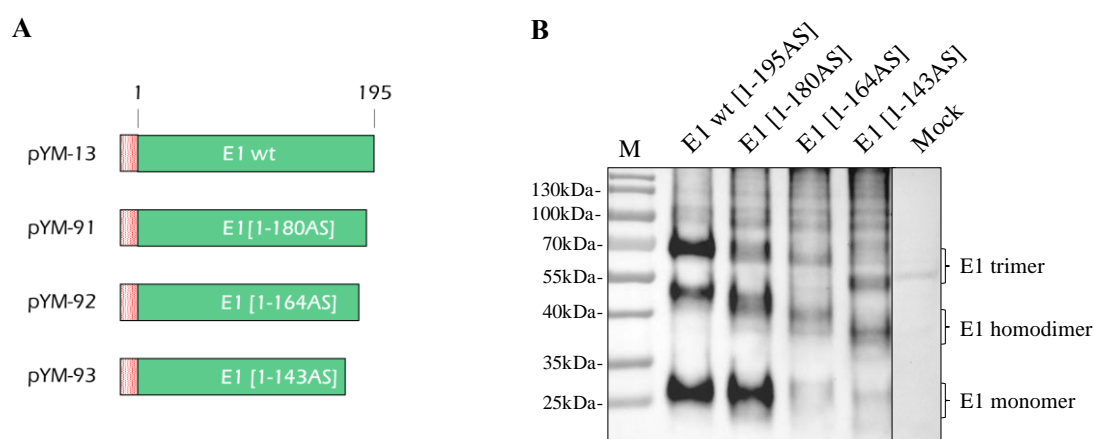 A
1 195
pYM-13 E1 wt
pYM-91 E1[1-180AS]
pYM-92 E1 [1-164AS]
pYM-93 E1 [1-143AS]
B
M E1 wt [1-195AS] E1 [1-180AS] E1 [1-164AS] E1 [1-143AS] Mock
130kDa-
100kDa-
70kDa-
55kDa-
40kDa-
35kDa-
25kDa-
E1 trimer
E1 homodimer
E1 monomer